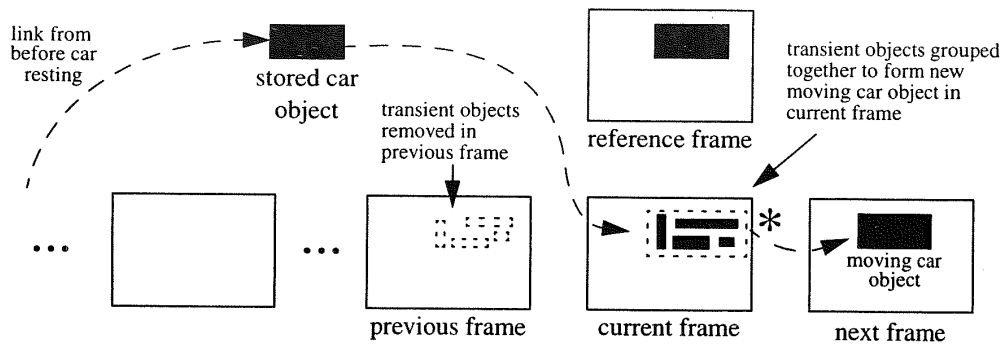 link from
before car
resting
stored car
object
transient objects
removed in
previous frame
reference frame
transient objects grouped
together to form new
moving car object in
current frame
*
moving car
object
previous frame
current frame
next frame